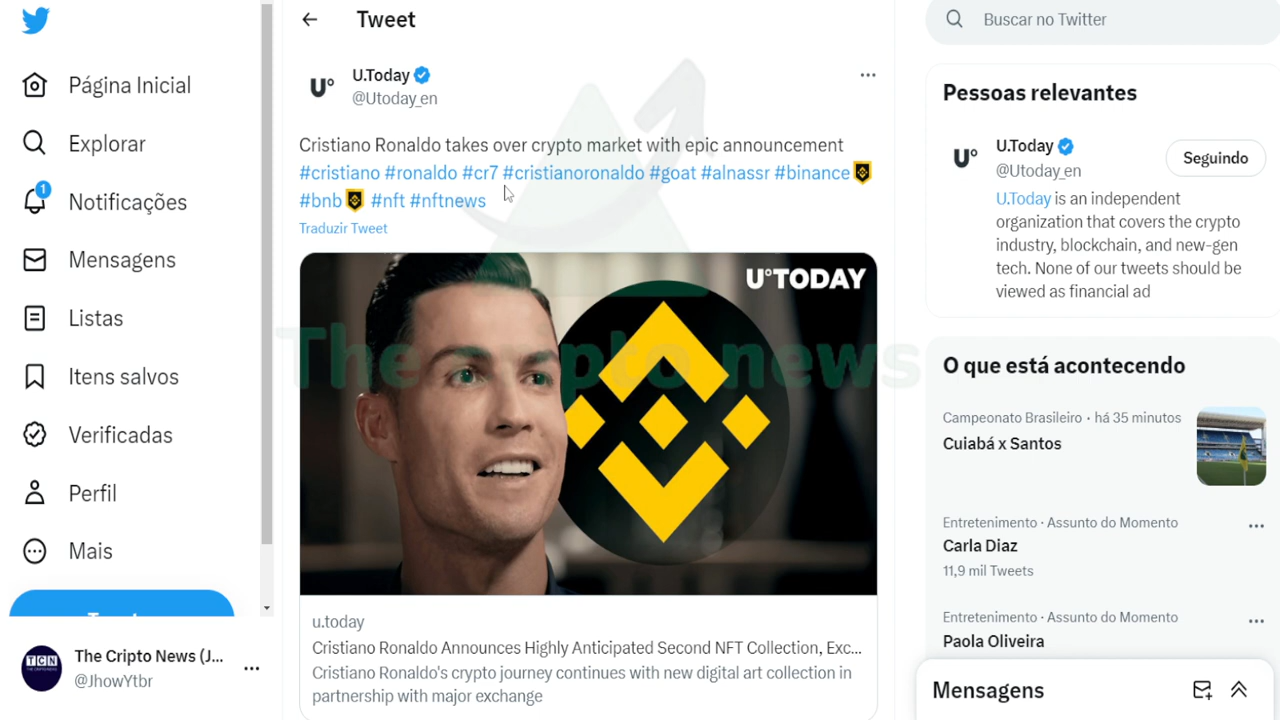 Tweet
Buscar no Twitter
Página Inicial
Explorar
1
Notificações
Mensagens
Listas
Itens salvos
Verificadas
Perfil
Mais
The Cripto News (J...
@JhowYtbr
TCN
U° U.Today
@Utoday_en
Cristiano Ronaldo takes over crypto market with epic announcement
#cristiano #ronaldo #cr7 #cristianoronaldo #goat #alnassr #binance
#bnb #nft #nftnews
Traduzir Tweet
U°TODAY
The crypto news
u.today
Cristiano Ronaldo Announces Highly Anticipated Second NFT Collection, Exc...
Cristiano Ronaldo's crypto journey continues with new digital art collection in
partnership with major exchange
Pessoas relevantes
U° U.Today
@Utoday_en
Seguindo
U.Today is an independent
organization that covers the crypto
industry, blockchain, and new-gen
tech. None of our tweets should be
viewed as financial ad
O que está acontecendo
Campeonato Brasileiro · há 35 minutos
Cuiabá x Santos
Entretenimento · Assunto do Momento
Carla Diaz
11,9 mil Tweets
Entretenimento · Assunto do Momento
Paola Oliveira
Mensagens